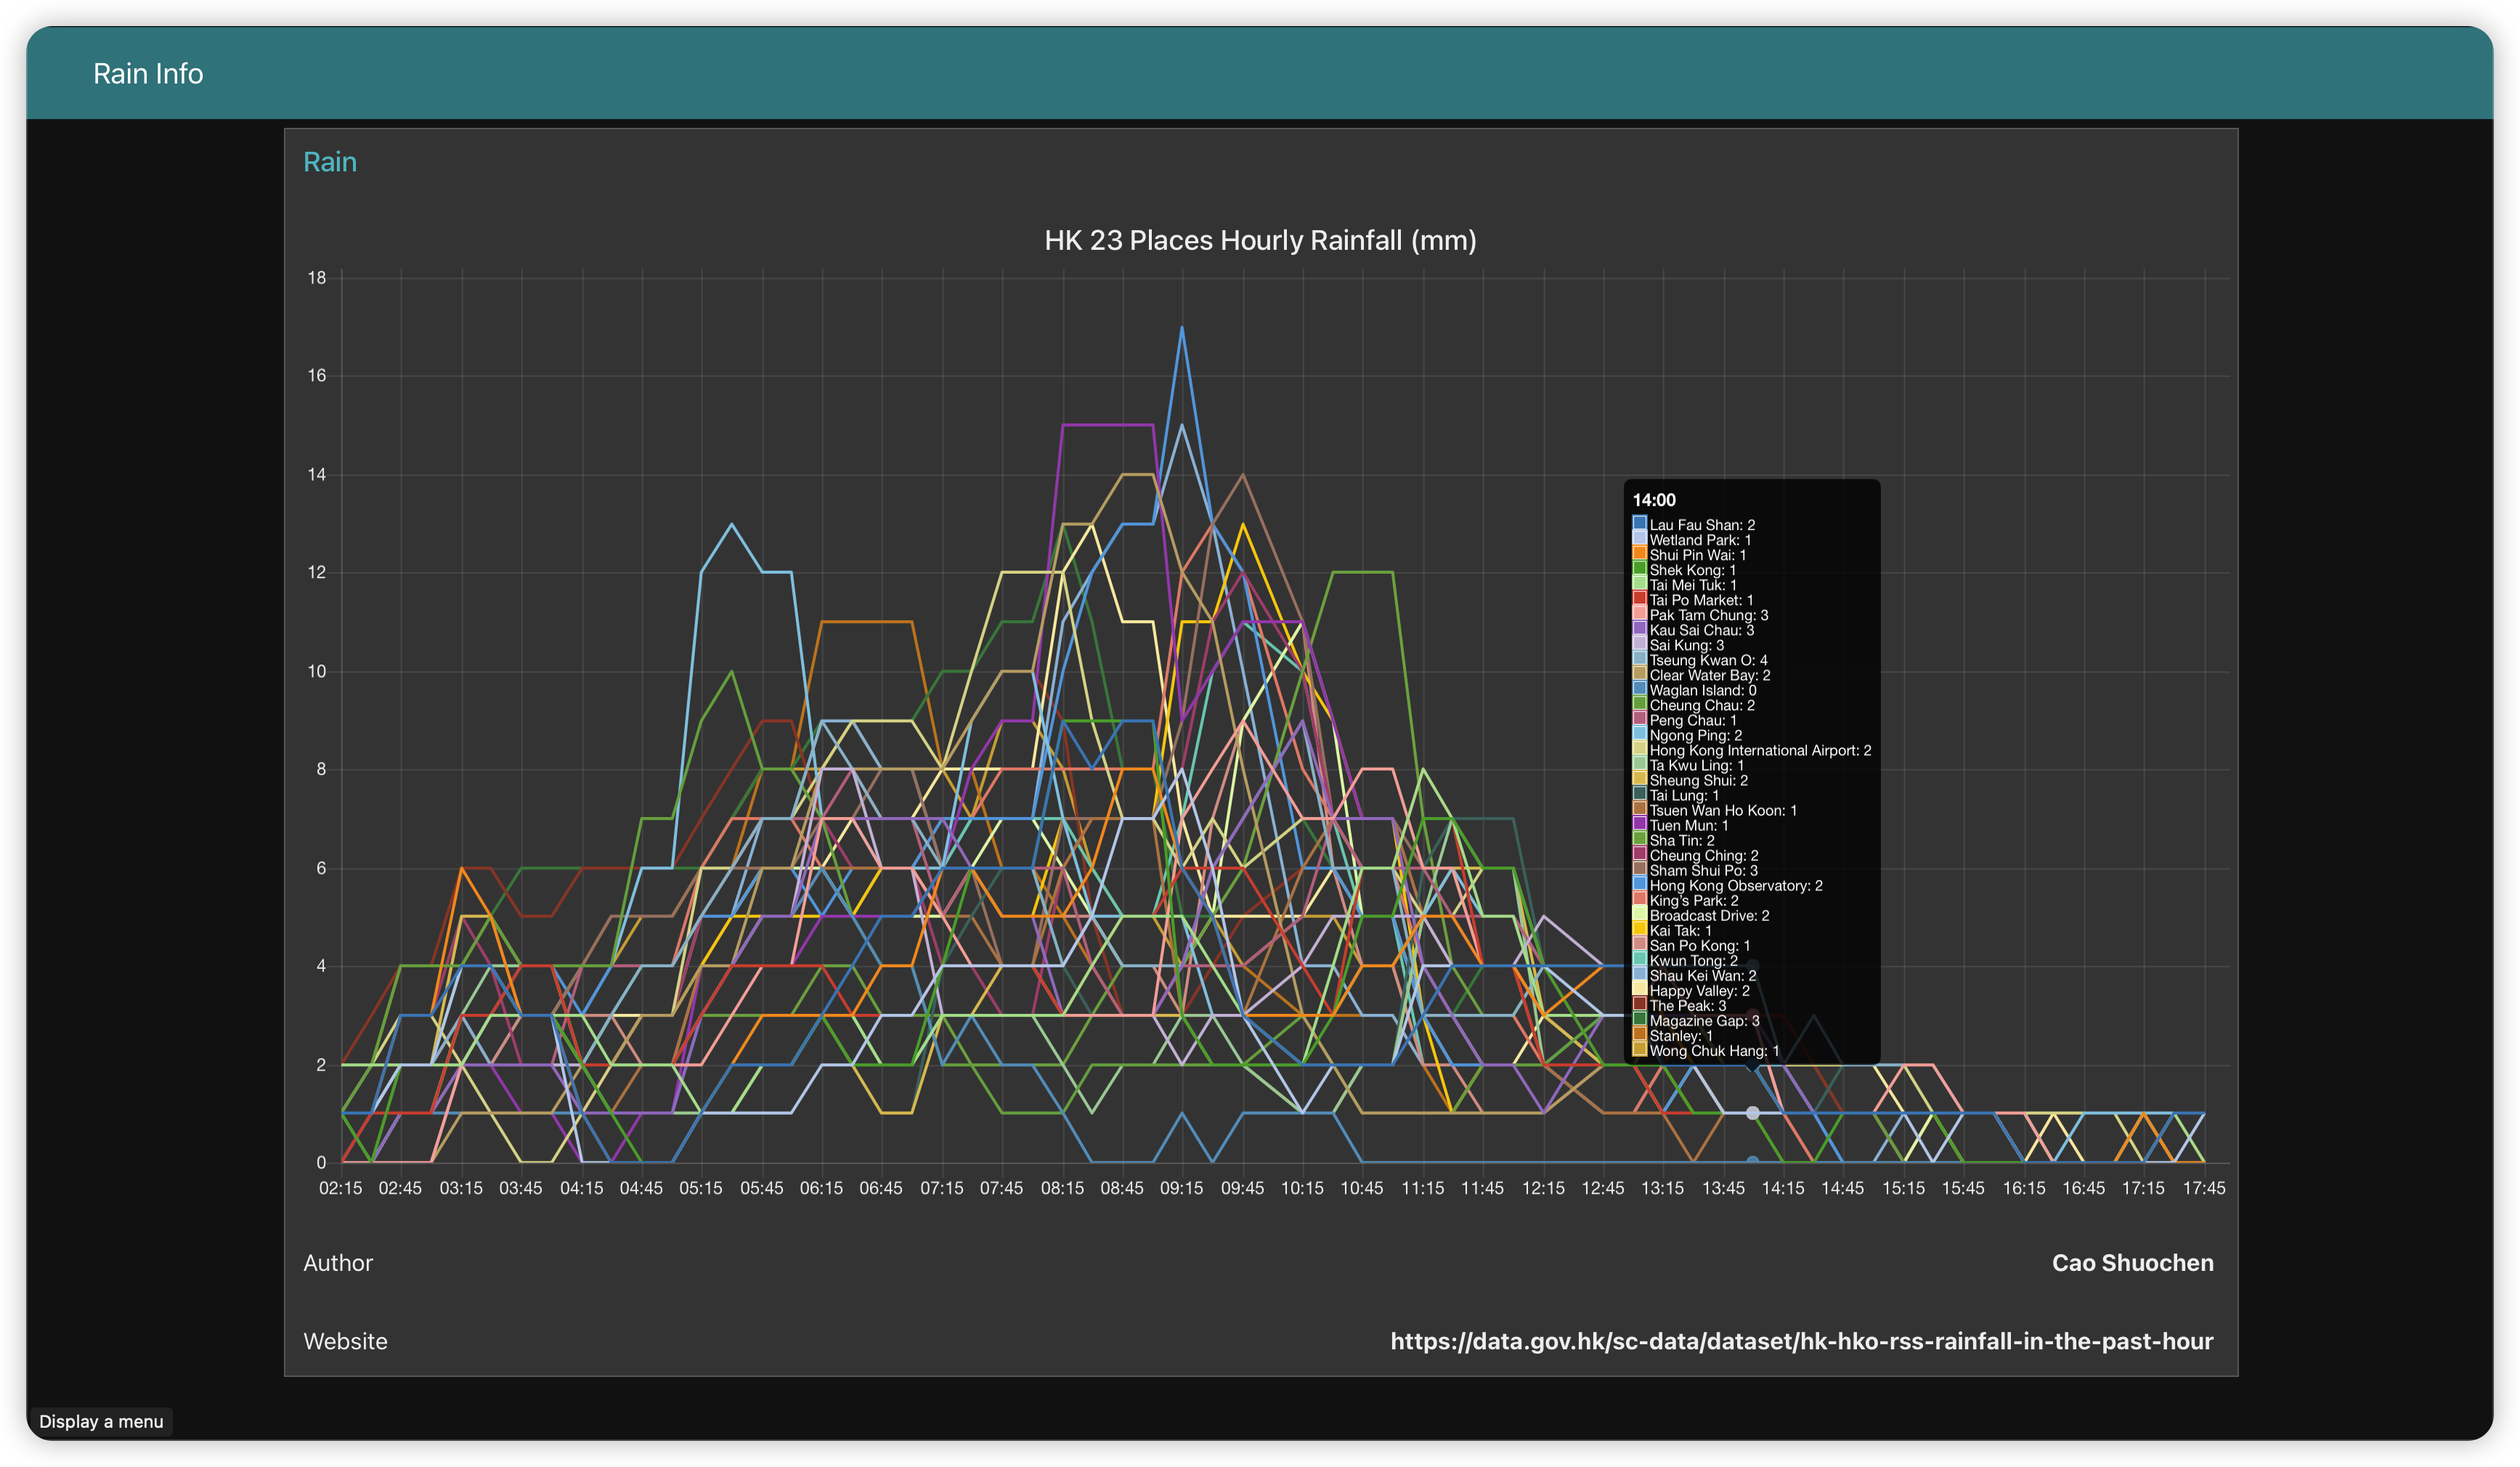 Rain Info
Rain
HK 23 Places Hourly Rainfall (mm)
18
16
14
12
10
8
6
4
2
0
14:00
Lau Fau Shan: 2
Wetland Park: 1
Shui Pin Wai: 1
Shek Kong: 1
Tai Mei Tuk: 1
Tai Po Market: 1
Pak Tam Chung: 3
Kau Sai Chau: 3
Sai Kung: 3
Tseung Kwan O: 4
Clear Water Bay: 2
Waglan Island: 0
Cheung Chau: 2
Peng Chau: 1
Ngong Ping: 2
Hong Kong International Airport: 2
Ta Kwu Ling: 1
Sheung Shui: 2
Tai Lung: 1
Tsuen Wan Ho Koon: 1
Tuen Mun: 1
Sha Tin: 2
Cheung Ching: 2
Sham Shui Po: 3
Hong Kong Observatory: 2
King's Park: 2
Broadcast Drive: 2
Kai Tak: 1
San Po Kong: 1
Kwun Tong: 2
Shau Kei Wan: 2
Happy Valley: 2
The Peak: 3
Magazine Gap: 3
Stanley: 1
Wong Chuk Hang: 1
02:15 02:45 03:15 03:45 04:15 04:45 05:15 05:45 06:15 06:45 07:15 07:45 08:15 08:45 09:15 09:45 10:15 10:45 11:15 11:45 12:15 12:45 13:15 13:45 14:15 14:45 15:15 15:45 16:15 16:45 17:15 17:45
Author Cao Shuochen
Website https://data.gov.hk/sc-data/dataset/hk-hko-rss-rainfall-in-the-past-hour
Display a menu